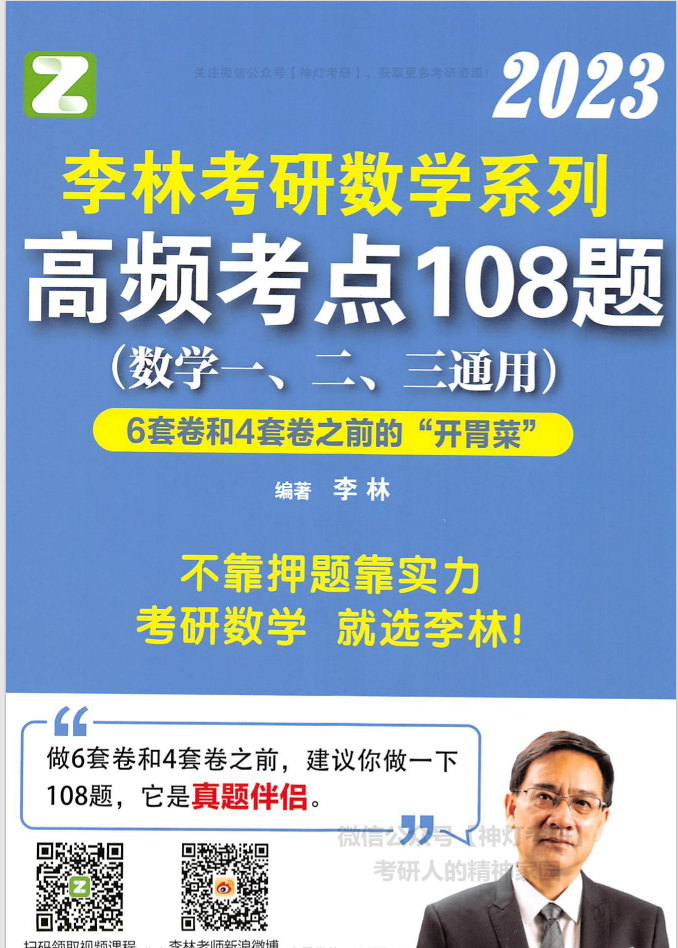 Z
关注微信公众号【神灯考研】，获取更多考研资源！
2023
李林考研数学系列
高频考点108题
（数学一、二、三通用）
6套卷和4套卷之前的“开胃菜”
编著 李林
不靠押题靠实力
考研数学 就选李林!
做6套卷和4套卷之前，建议你做一下
108题，它是真题伴侣。
微信公众号【神灯考研】
考研人的精神家园
扫码领取视频课程
李林老师新浪微博